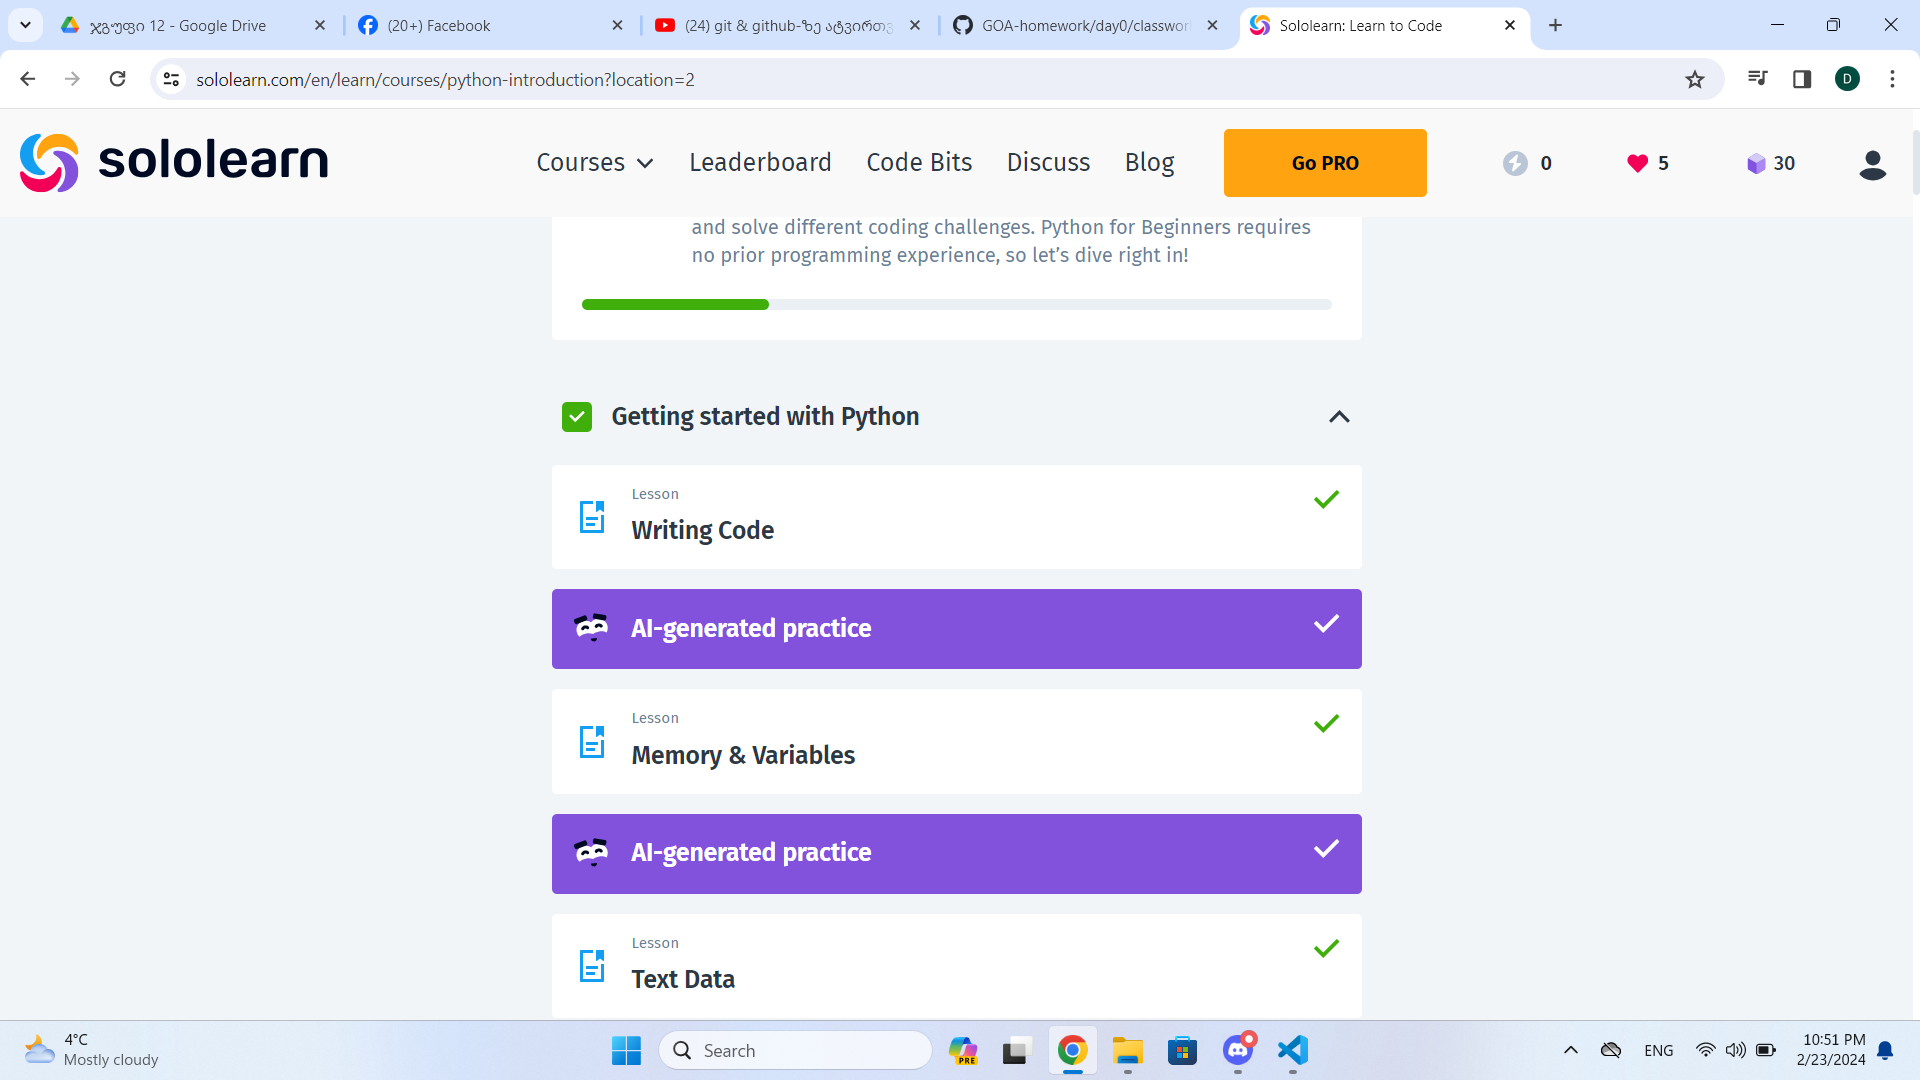 ჯგუფი 12 - Google Drive
(20+) Facebook
(24) git & github-ზე ატვირთვ
GOA-homework/day0/classwor
Sololearn: Learn to Code
sololearn.com/en/learn/courses/python-introduction?location=2
D
sololearn
Courses
Leaderboard
Code Bits
Discuss
Blog
Go PRO
0
5
30
and solve different coding challenges. Python for Beginners requires
no prior programming experience, so let’s dive right in!
Getting started with Python
Lesson
Writing Code
AI-generated practice
Lesson
Memory & Variables
AI-generated practice
Lesson
Text Data
4°C
Mostly cloudy
Search
PRE
ENG
10:51 PM
2/23/2024